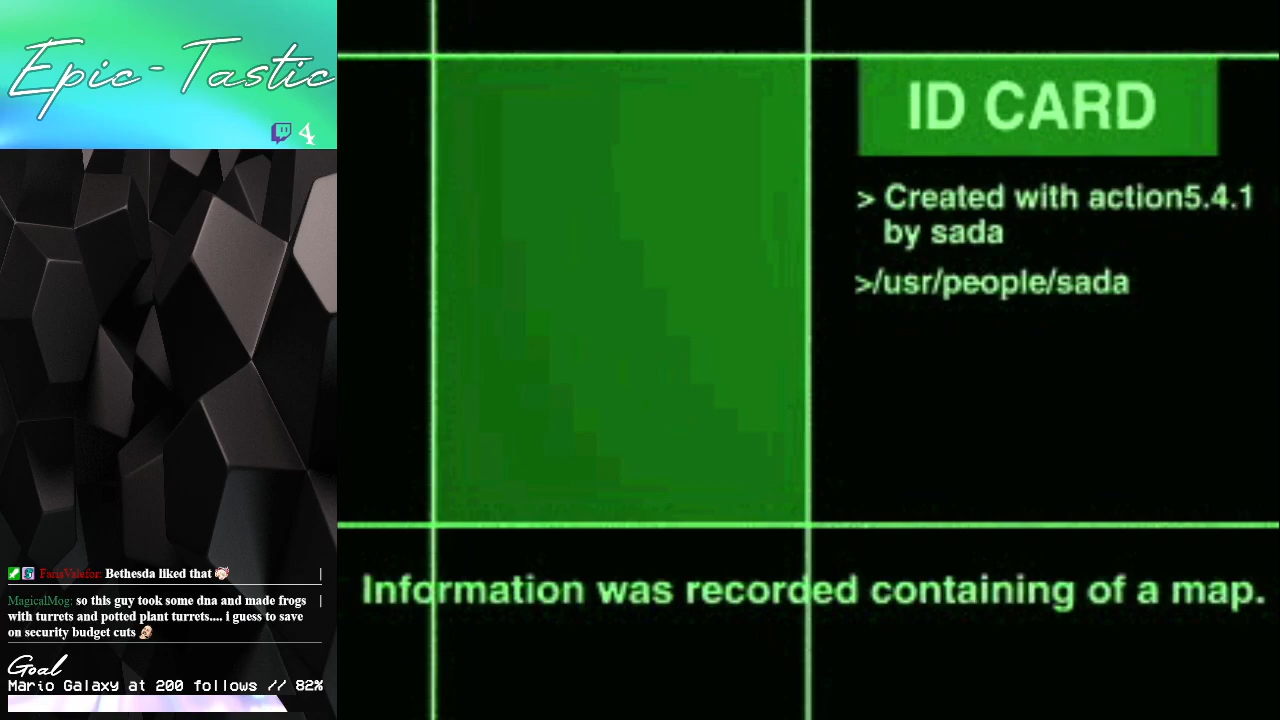 Epic-Tastic
4
ID CARD
> Created with action5.4.1
by sada
>/usr/people/sada
Information was recorded containing of a map.
FarisValefor: Bethesda liked that
MagicalMog: so this guy took some dna and made frogs
with turrets and potted plant turrets.... i guess to save
on security budget cuts
Goal
Mario Galaxy at 200 follows // 82%